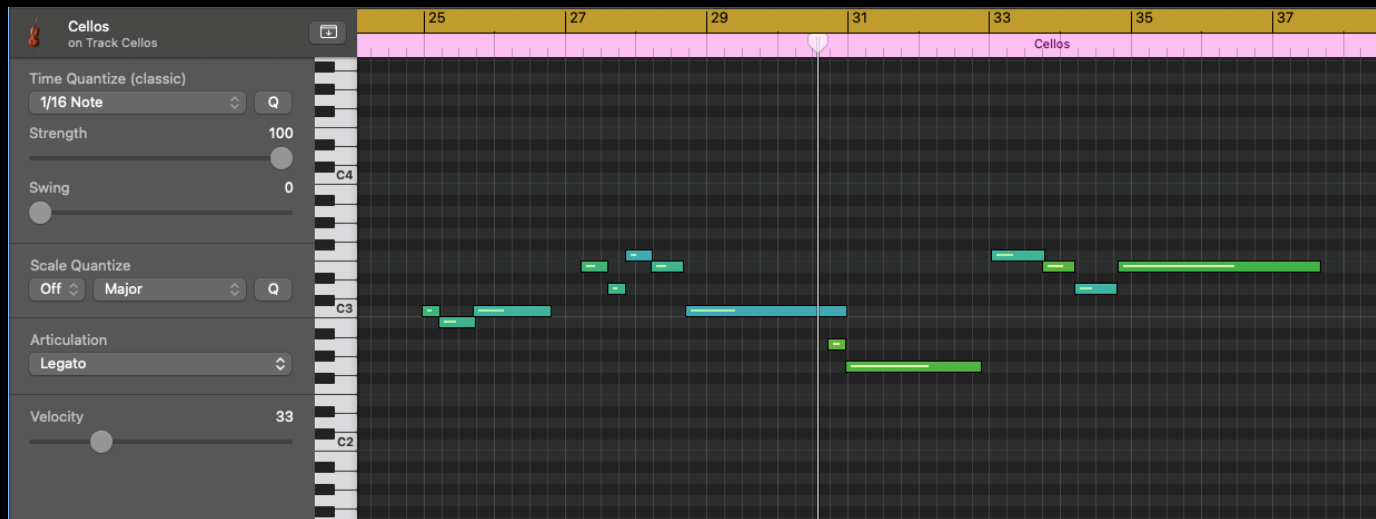 Cellos
on Track Cellos
25 27 29 31 33 35 37
Cellos
Time Quantize (classic)
1/16 Note Q
Strength 100
Swing 0
Scale Quantize
Off Major Q
Articulation
Legato
Velocity 33
C4
C3
C2